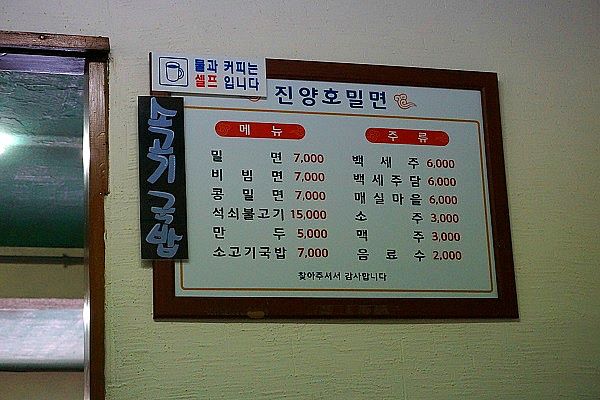 물과 커피는
셀프 입니다
진양호밀면
메뉴
밀면 7,000
비빔면 7,000
콩밀면 7,000
석쇠불고기 15,000
만두 5,000
소고기국밥 7,000
주류
백세주 6,000
백세주담 6,000
매실마을 6,000
소주 3,000
맥주 3,000
음료수 2,000
찾아주셔서 감사합니다
소고기국밥